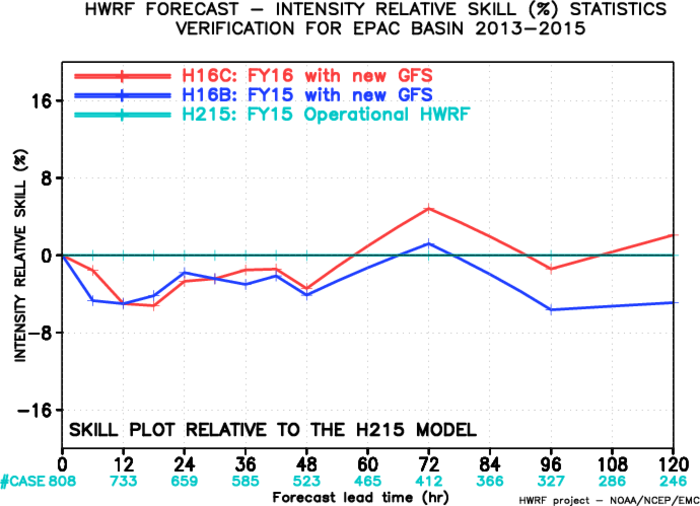 HWRF FORECAST – INTENSITY RELATIVE SKILL (%) STATISTICS
VERIFICATION FOR EPAC BASIN 2013–2015
H16C: FY16 with new GFS
H16B: FY15 with new GFS
H215: FY15 Operational HWRF
INTENSITY RELATIVE SKILL (%)
16
8
0
–8
–16
SKILL PLOT RELATIVE TO THE H215 MODEL
0 12 24 36 48 60 72 84 96 108 120
#CASE 808 733 659 585 523 465 412 366 327 286 246
Forecast lead time (hr)
HWRF project – NOAA/NCEP/EMC